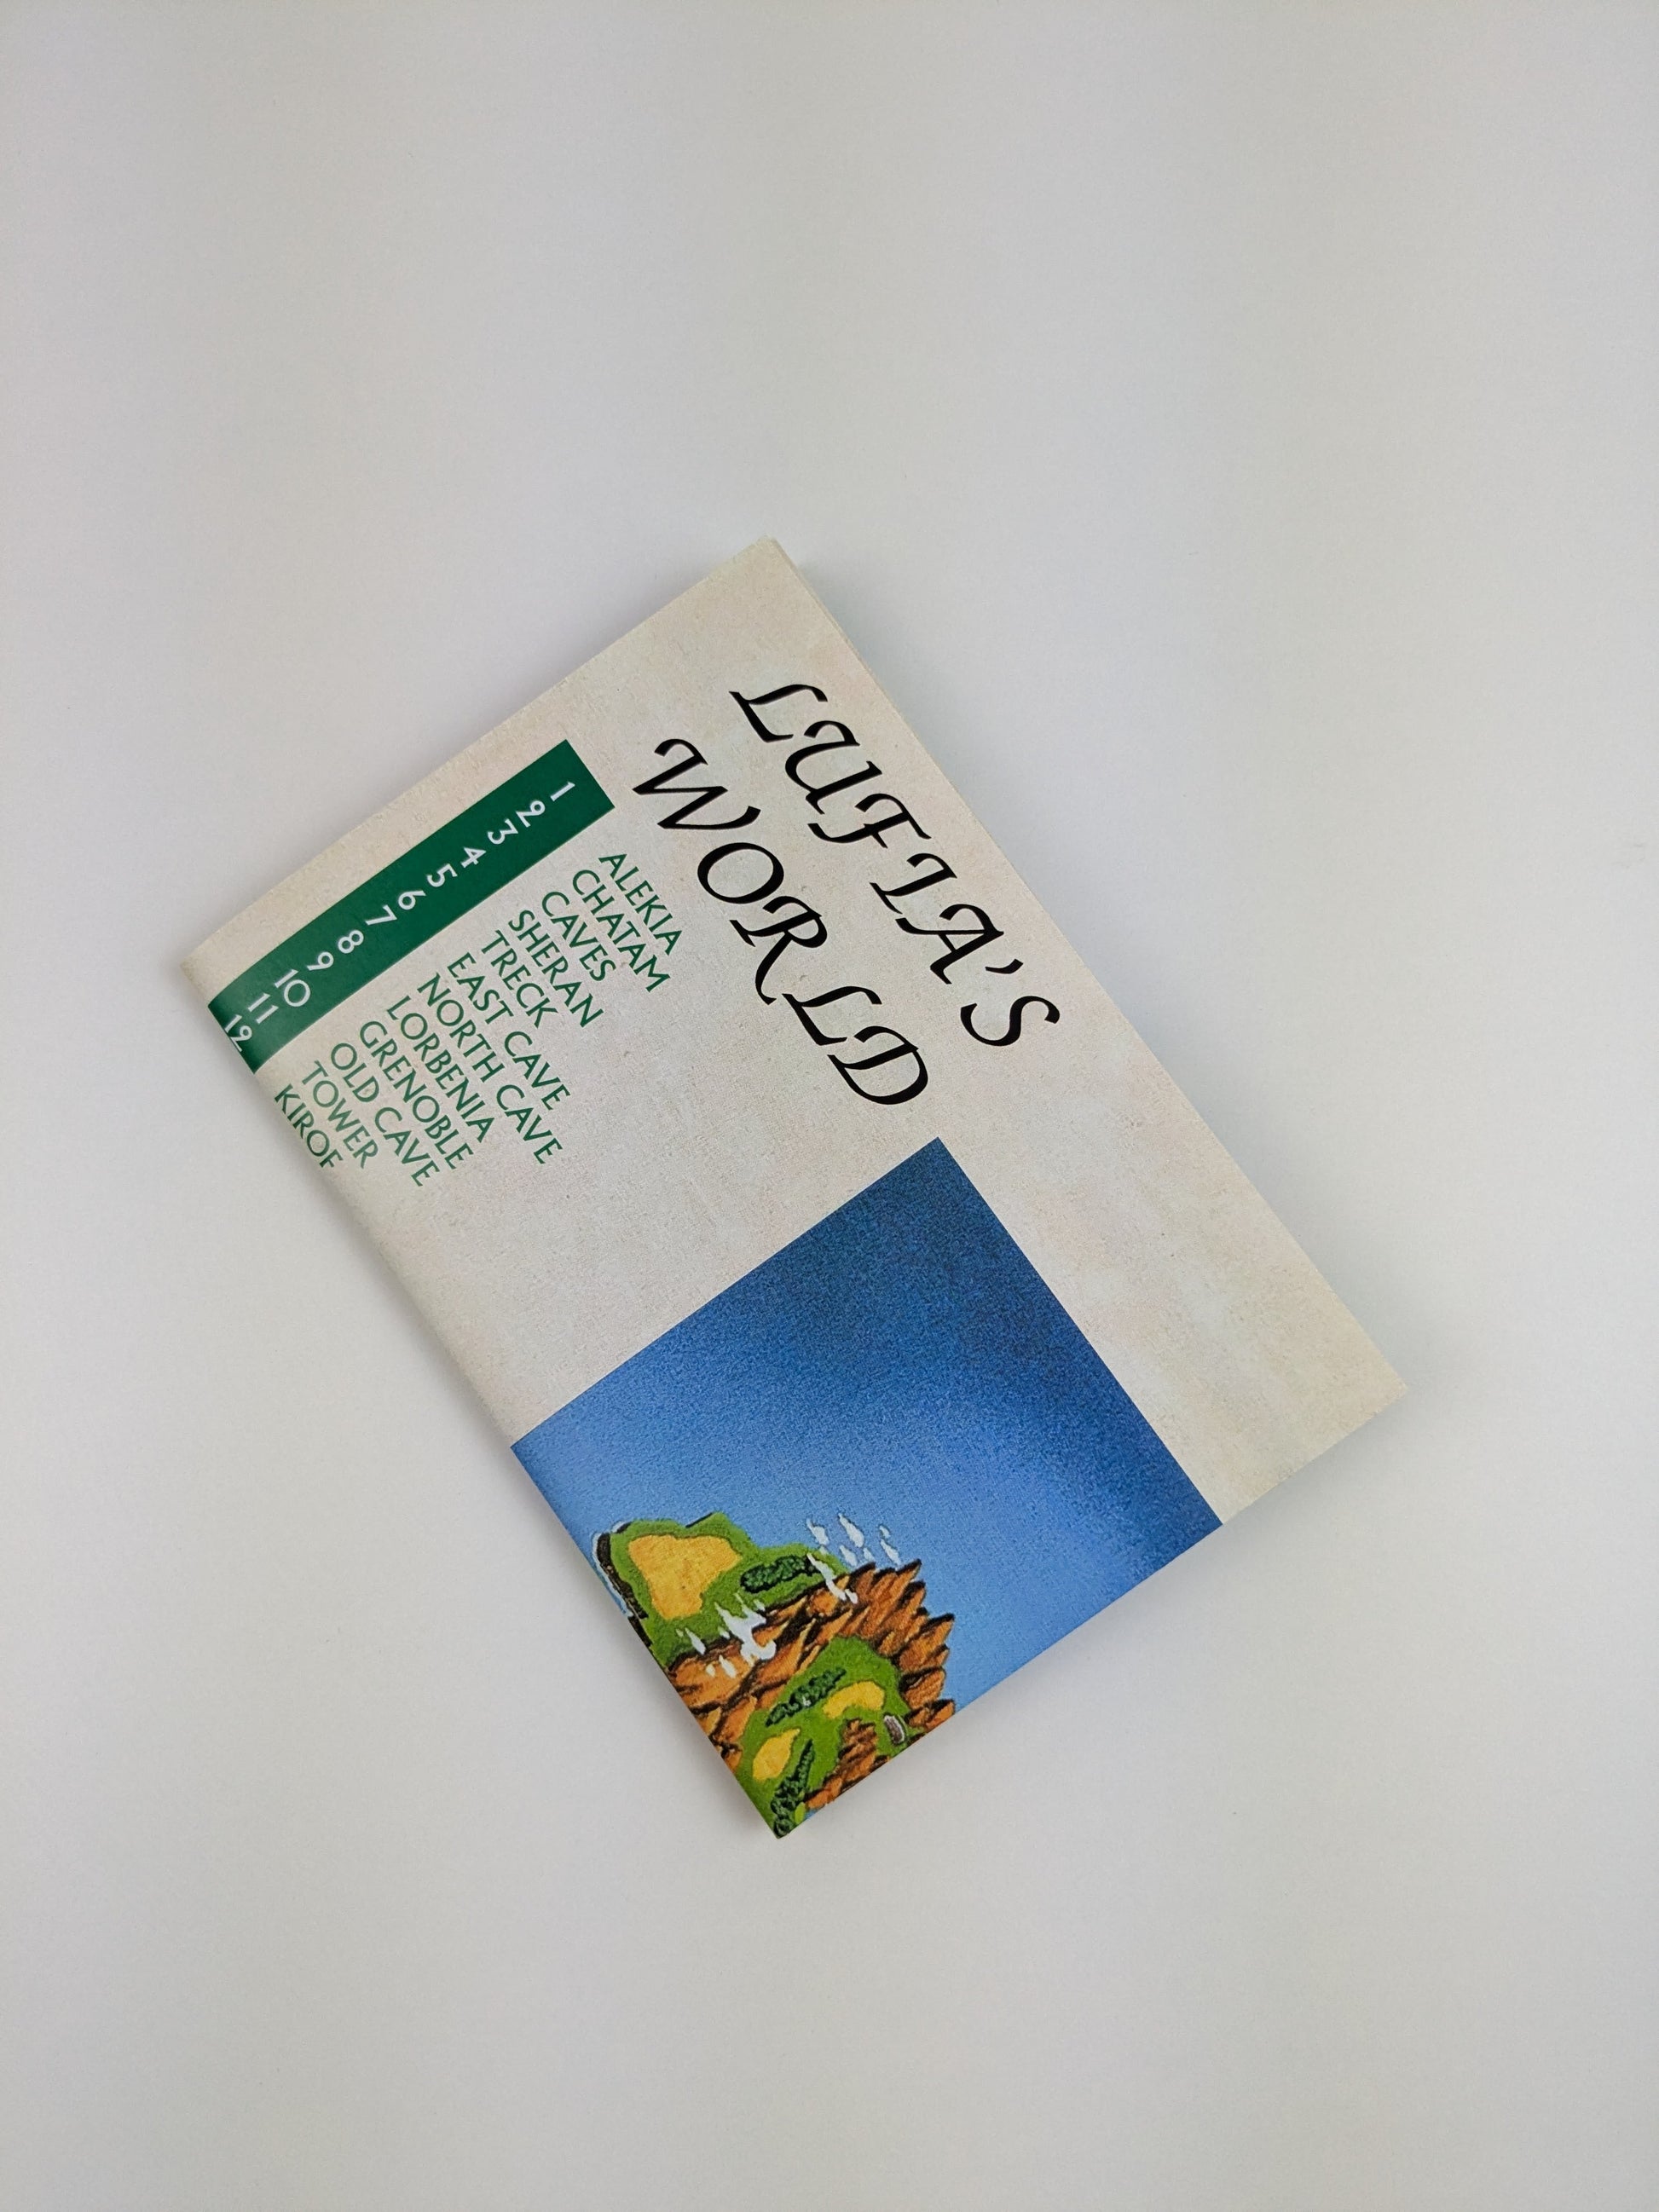 LUFIA'S
WORLD
1 ALEKIA
2 CHATAM
3 CAVES
4 SHERAN
5 TRECK
6 EAST CAVE
7 NORTH CAVE
8 LORBENIA
9 GRENOBLE
10 OLD CAVE
11 TOWER
12 KIROF